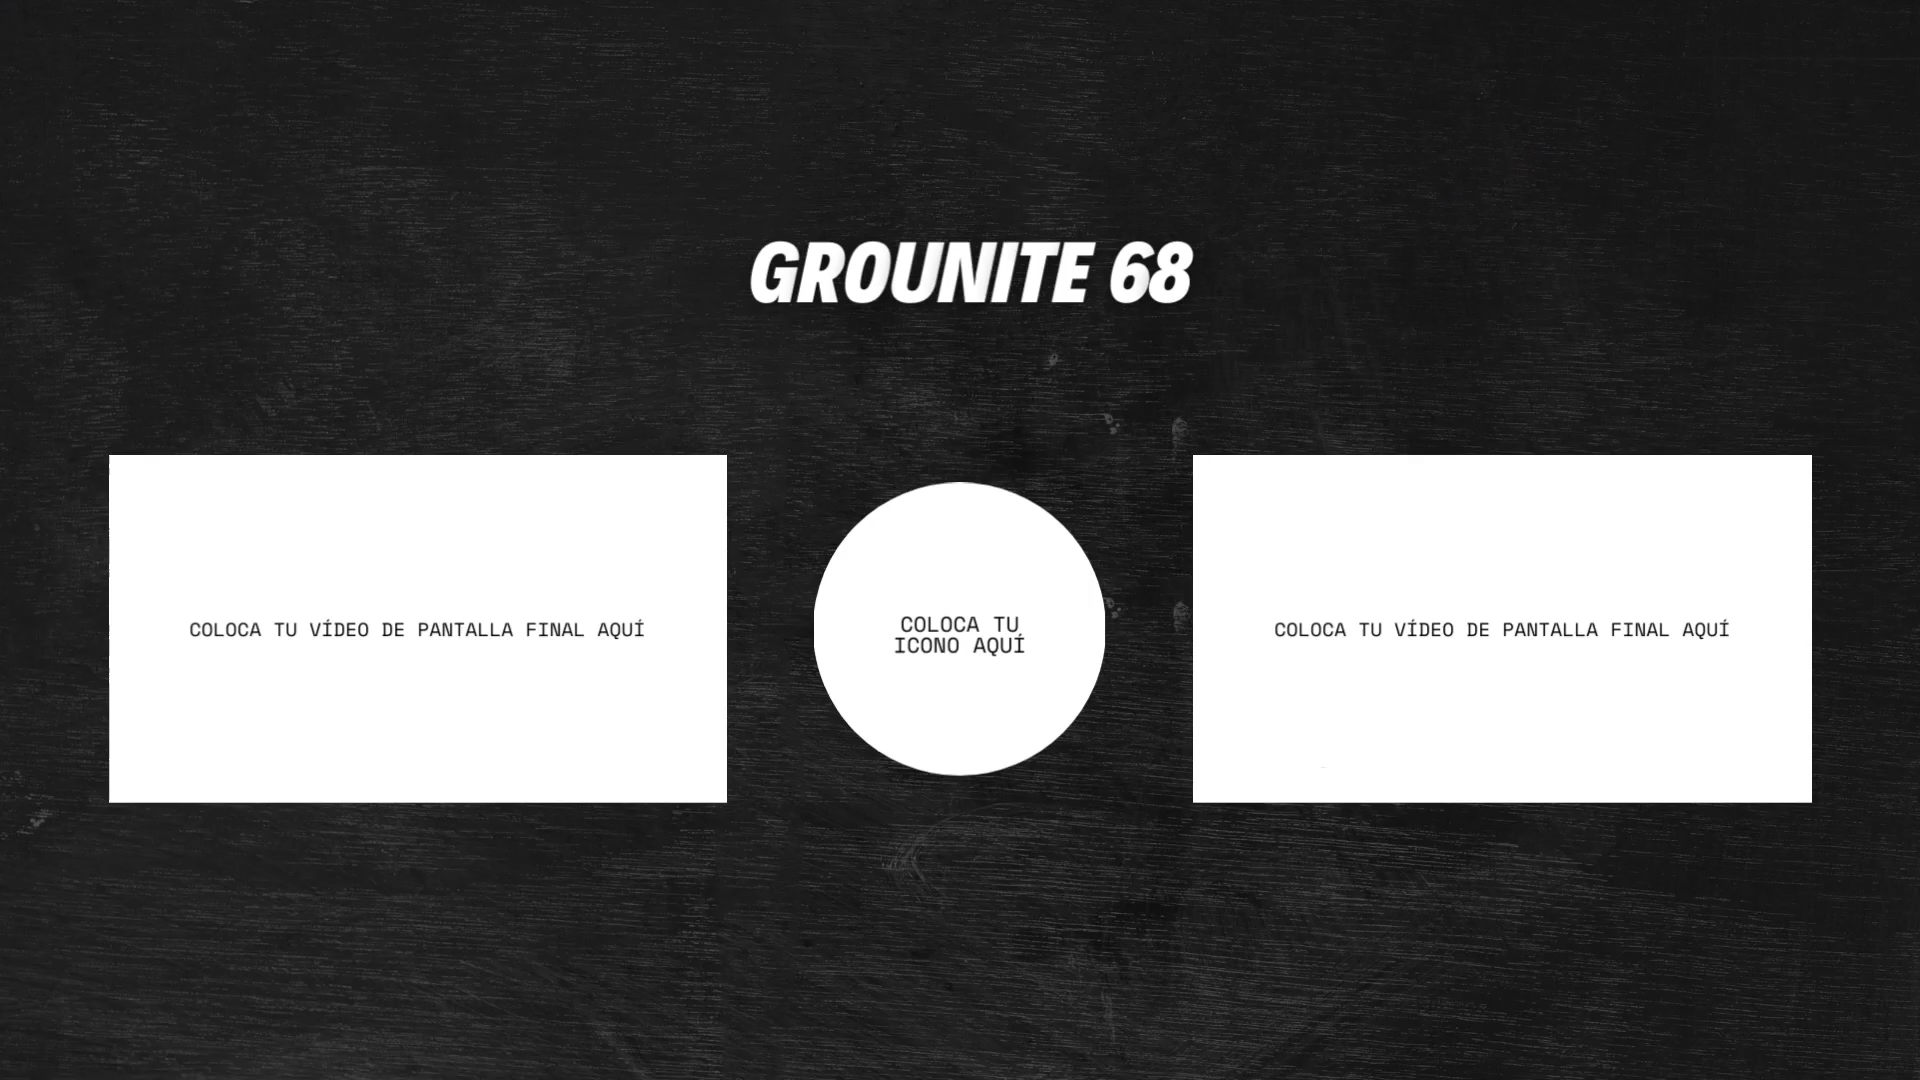 GROUNITE 68
COLOCA TU VÍDEO DE PANTALLA FINAL AQUÍ
COLOCA TU
ICONO AQUÍ
COLOCA TU VÍDEO DE PANTALLA FINAL AQUÍ